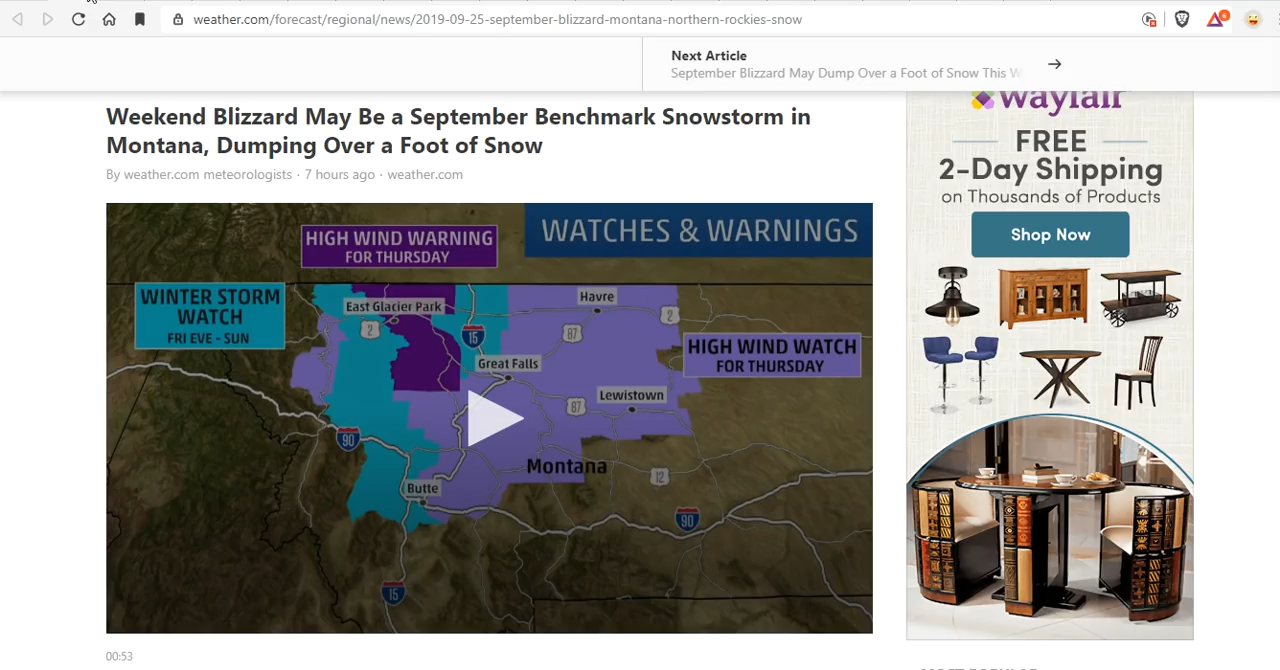 weather.com/forecast/regional/news/2019-09-25-september-blizzard-montana-northern-rockies-snow
6
Next Article
September Blizzard May Dump Over a Foot of Snow This W
Weekend Blizzard May Be a September Benchmark Snowstorm in
Montana, Dumping Over a Foot of Snow
By weather.com meteorologists · 7 hours ago · weather.com
WATCHES & WARNINGS
HIGH WIND WARNING
FOR THURSDAY
WINTER STORM
WATCH
FRI EVE - SUN
East Glacier Park
2
15
Havre
87
2
HIGH WIND WATCH
FOR THURSDAY
Great Falls
Lewistown
87
90
Montana
12
Butte
90
15
00:53
wayfair
FREE
2-Day Shipping
on Thousands of Products
Shop Now